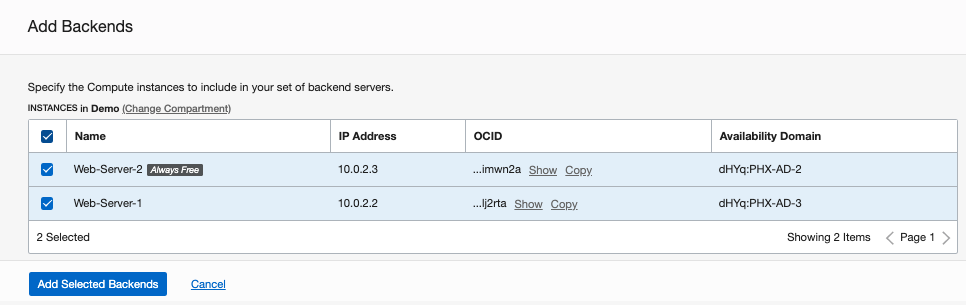 Add Backends
Specify the Compute instances to include in your set of backend servers.
INSTANCES in Demo (Change Compartment)
Name IP Address OCID Availability Domain
Web-Server-2 Always Free 10.0.2.3 ...imwn2a Show Copy dHYq:PHX-AD-2
Web-Server-1 10.0.2.2 ...lj2rta Show Copy dHYq:PHX-AD-3
2 Selected Showing 2 Items Page 1
Add Selected Backends Cancel